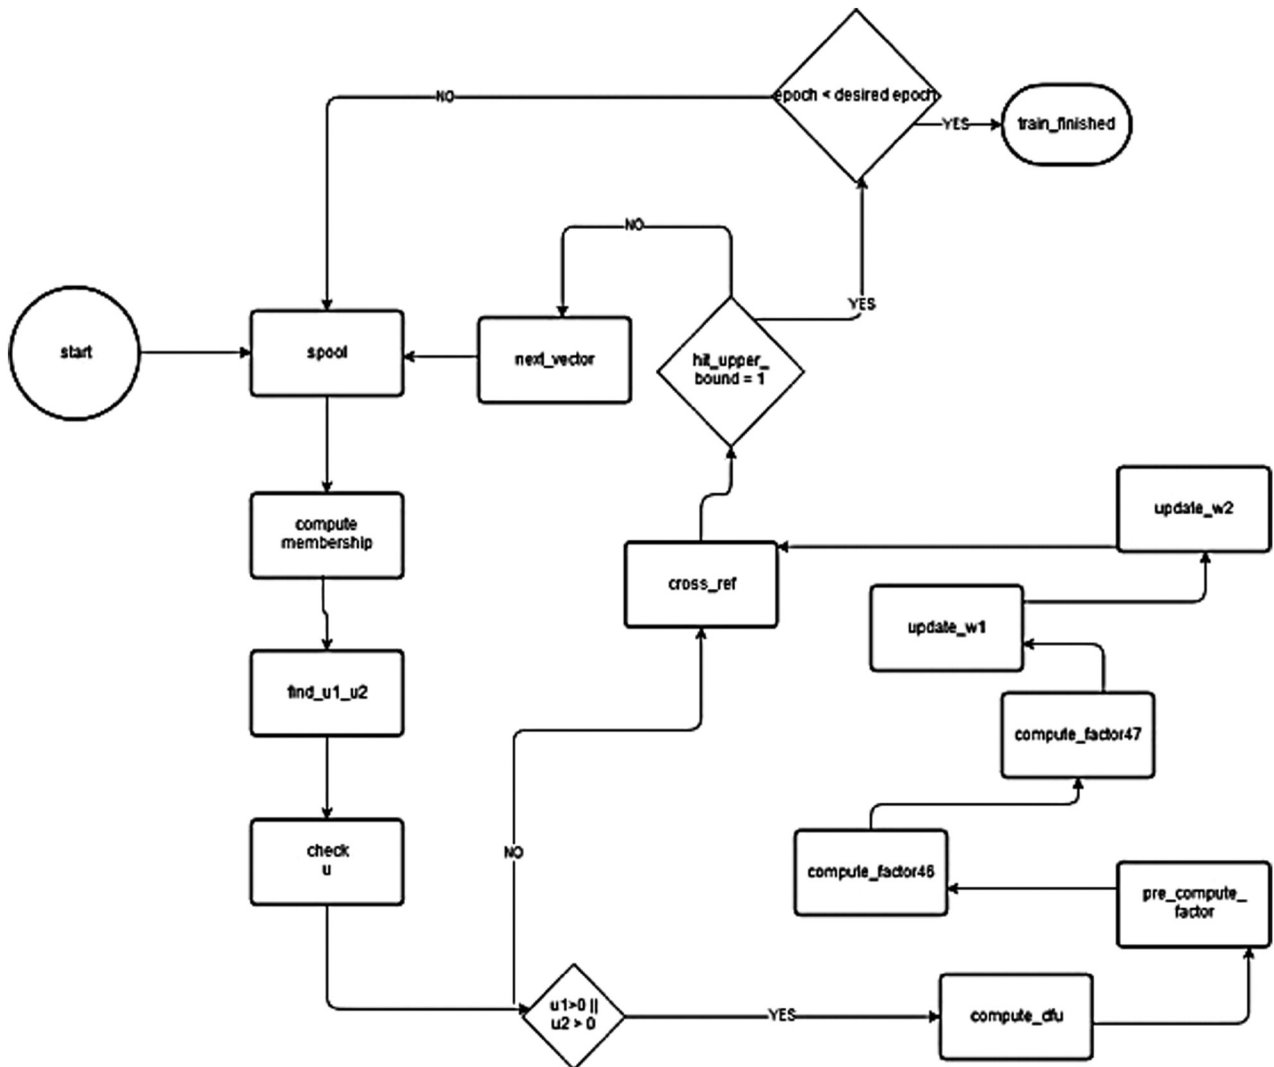 epoch < desired epoch
NO
YES
train_finished
NO
YES
start
spool
next_vector
hit_upper_
bound = 1
compute
membership
update_w2
cross_ref
update_w1
find_u1_u2
compute_factor47
check
u
NO
compute_factor46
pre_compute_
factor
u1>0 ||
u2 > 0
YES
compute_dfu